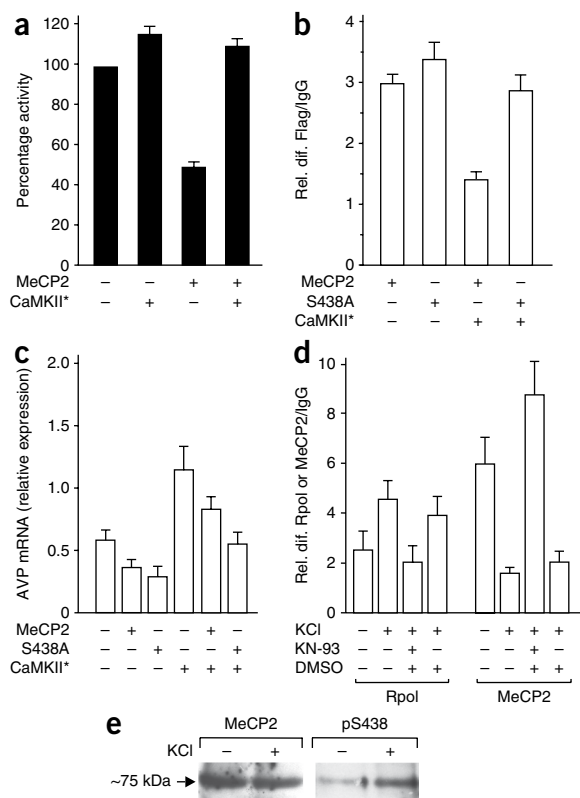 a
120
100
80
60
40
20
0
Percentage activity
MeCP2 – – + +
CaMKII* – + – +
b
4
3
2
1
0
Rel. dif. Flag/IgG
MeCP2 + – + –
S438A – + – +
CaMKII* – – + +
c
2.0
1.5
1.0
0.5
0
AVP mRNA (relative expression)
MeCP2 – + – – + –
S438A – – + – – +
CaMKII* – – – + + +
d
10
8
6
4
2
0
Rel. dif. Rpol or MeCP2/IgG
KCl – + + + – + + +
KN-93 – – + – – – + –
DMSO – – + + – – + +
Rpol MeCP2
e
MeCP2 pS438
KCl – + – +
~75 kDa